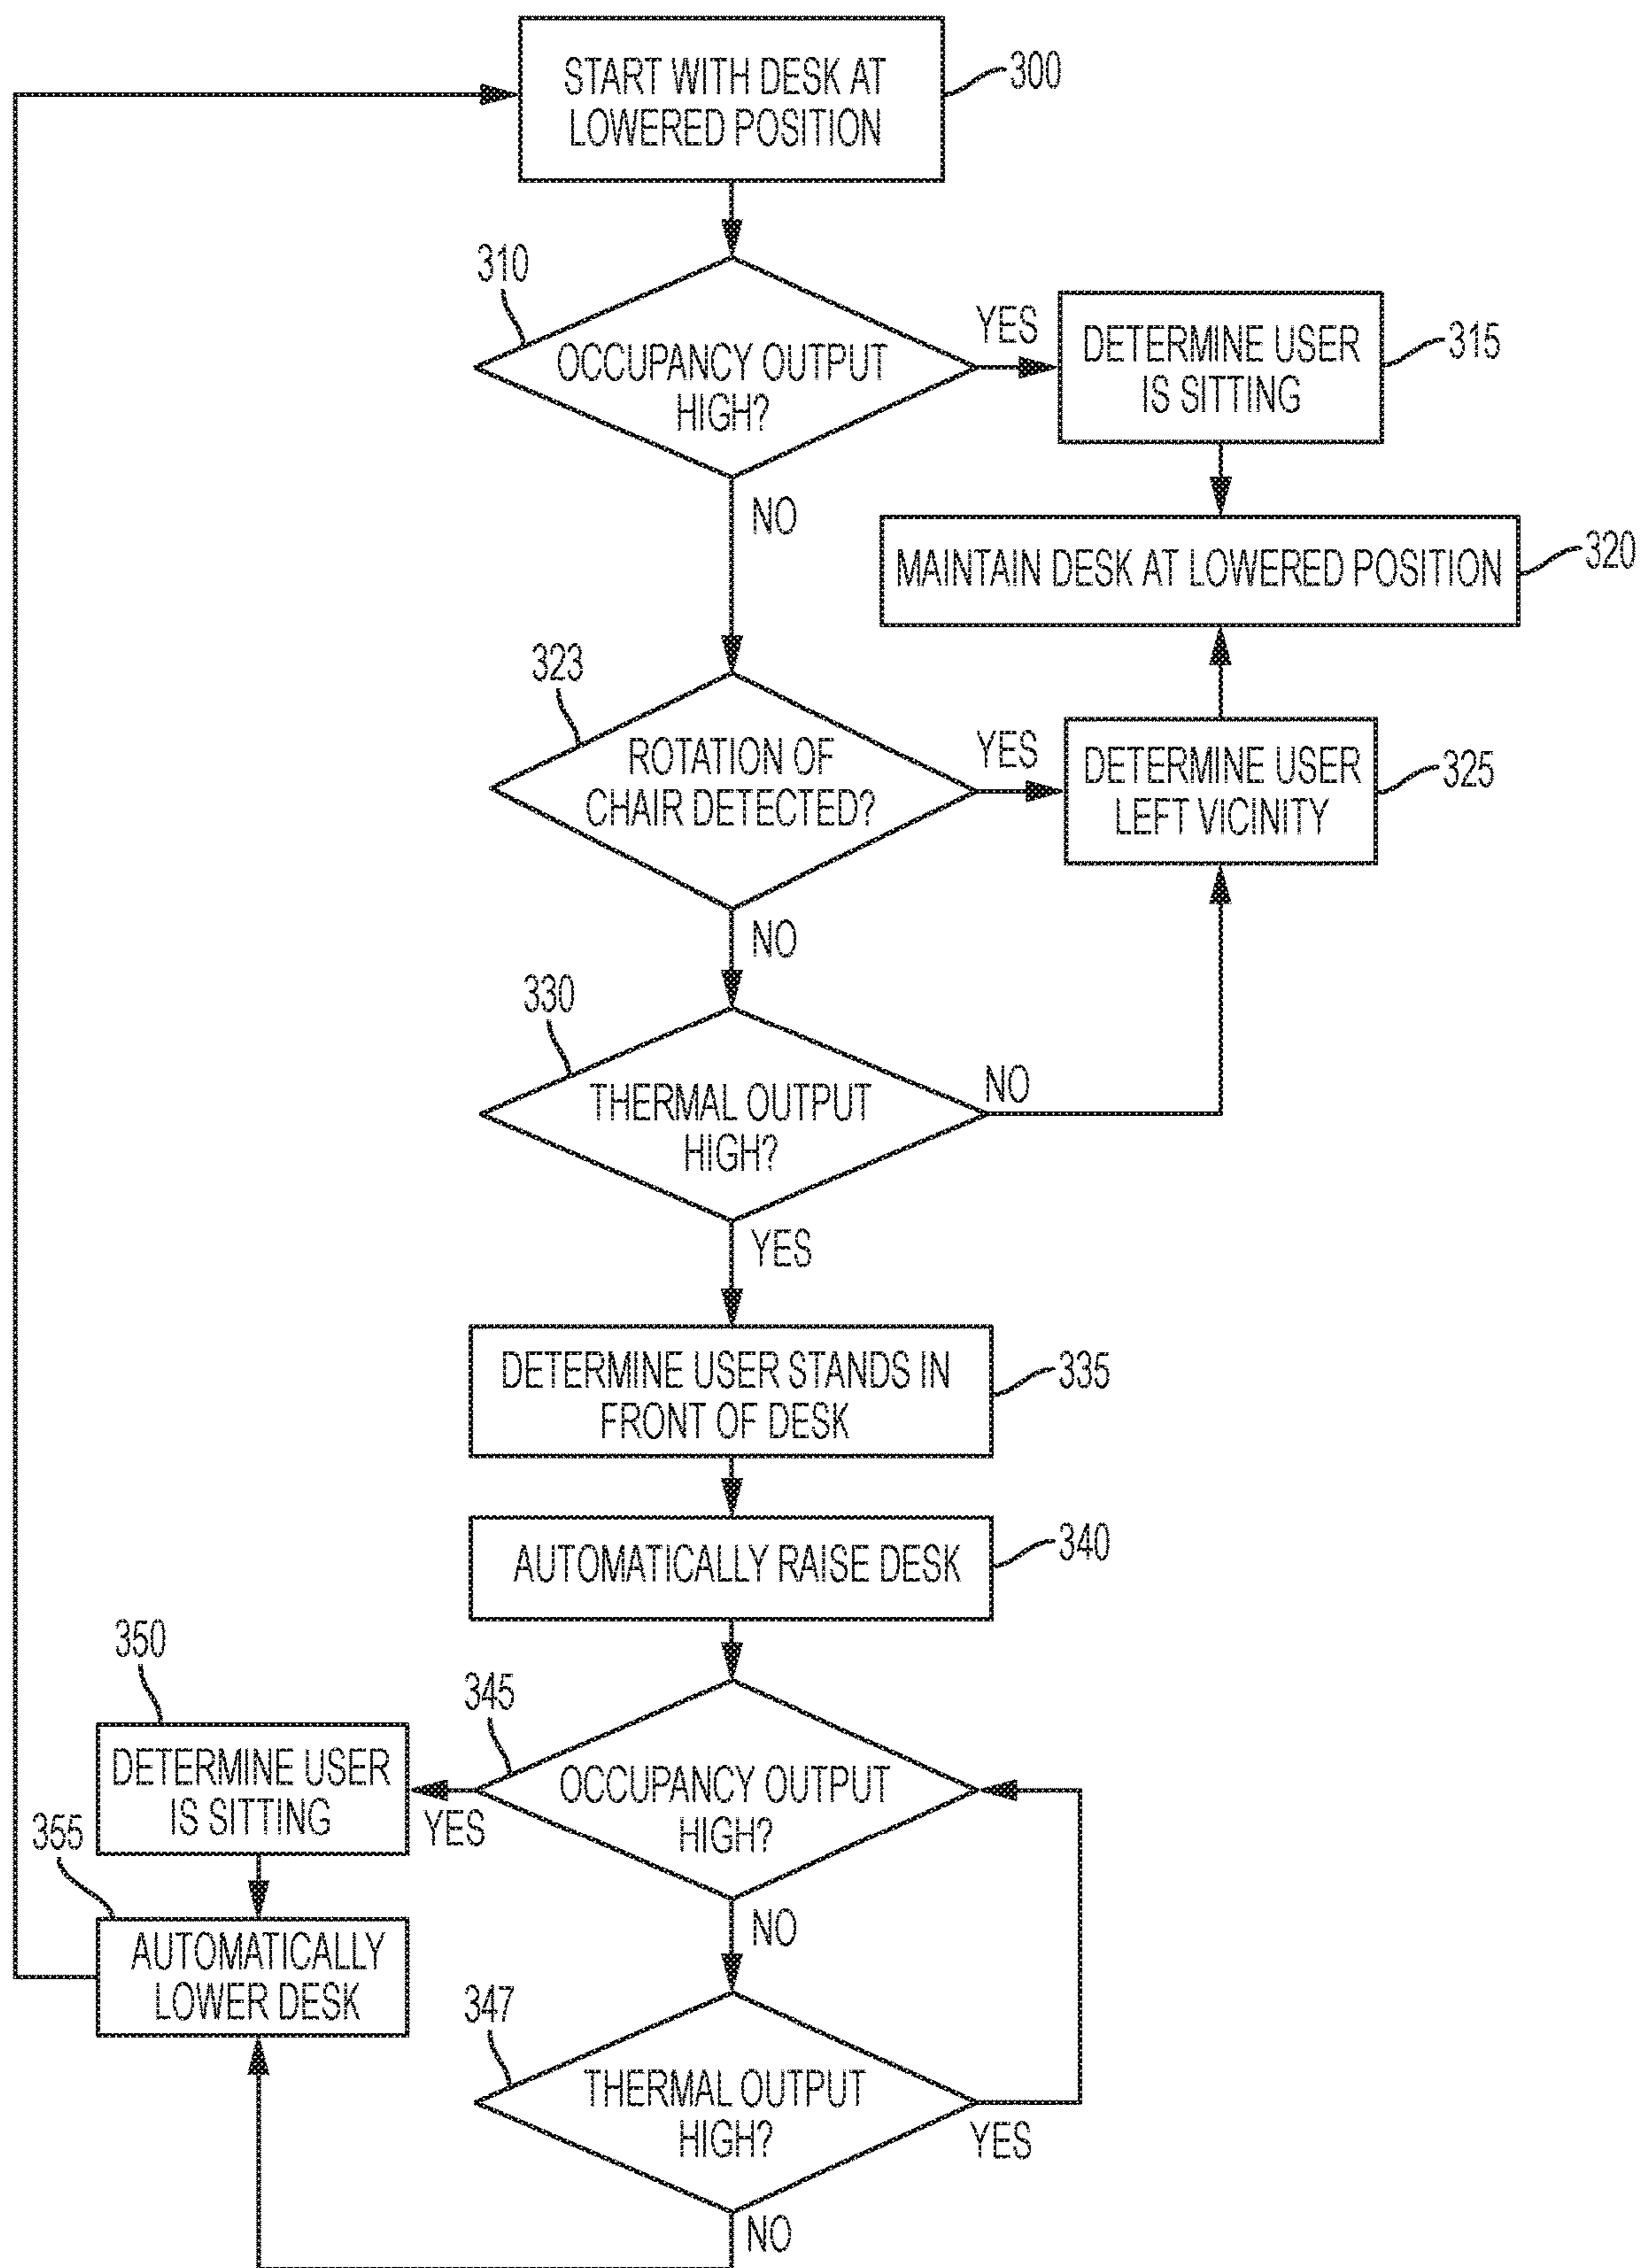 START WITH DESK AT
LOWERED POSITION
300
310
OCCUPANCY OUTPUT
HIGH?
YES
DETERMINE USER
IS SITTING
315
NO
MAINTAIN DESK AT LOWERED POSITION
320
323
ROTATION OF
CHAIR DETECTED?
YES
DETERMINE USER
LEFT VICINITY
325
NO
330
THERMAL OUTPUT
HIGH?
NO
YES
DETERMINE USER STANDS IN
FRONT OF DESK
335
AUTOMATICALLY RAISE DESK
340
345
OCCUPANCY OUTPUT
HIGH?
YES
350
DETERMINE USER
IS SITTING
355
AUTOMATICALLY
LOWER DESK
NO
347
THERMAL OUTPUT
HIGH?
YES
NO